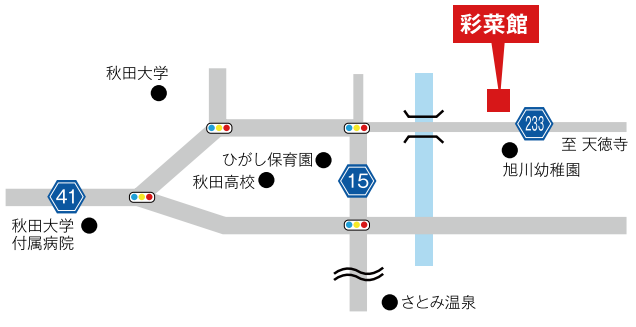 彩菜館
秋田大学
233
至 天徳寺
ひがし保育園
旭川幼稚園
秋田高校
15
41
秋田大学
付属病院
さとみ温泉